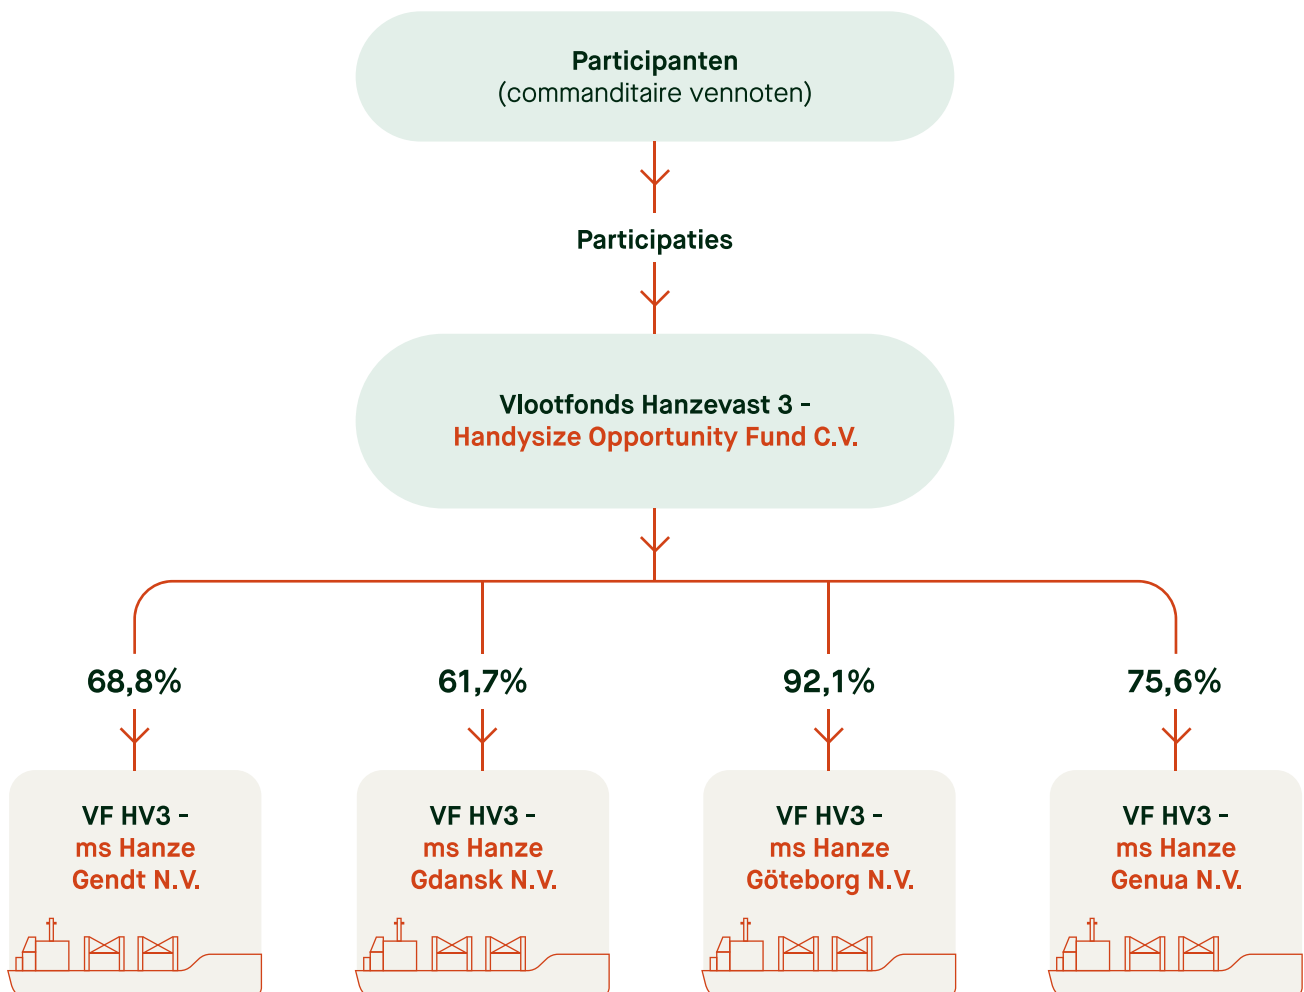 Participanten
(commanditaire vennoten)
Participaties
Vlootfonds Hanzevast 3 -
Handysize Opportunity Fund C.V.
68,8%
61,7%
92,1%
75,6%
VF HV3 -
ms Hanze
Gendt N.V.
VF HV3 -
ms Hanze
Gdansk N.V.
VF HV3 -
ms Hanze
Göteborg N.V.
VF HV3 -
ms Hanze
Genua N.V.